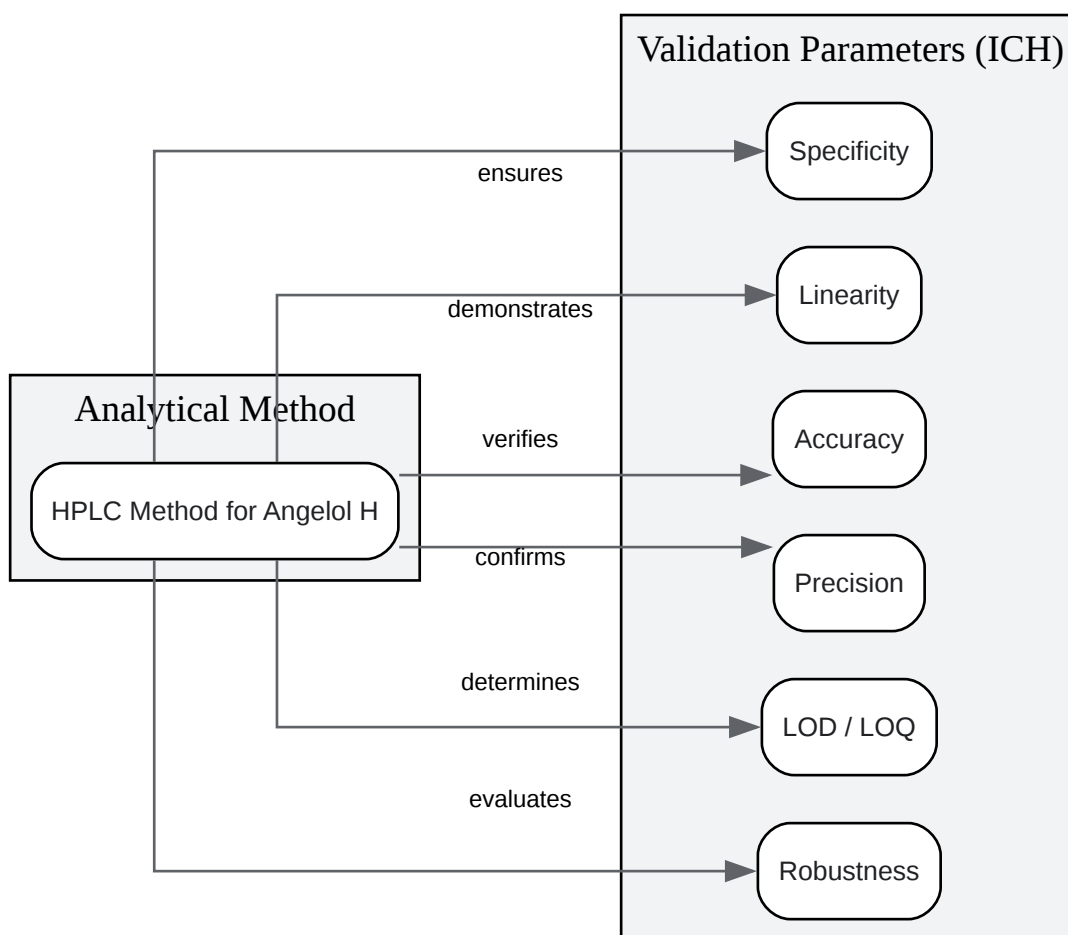 Validation Parameters (ICH)
Specificity
ensures
Linearity
demonstrates
Analytical Method
Accuracy
verifies
HPLC Method for Angelol H
confirms
Precision
determines
LOD / LOQ
evaluates
Robustness